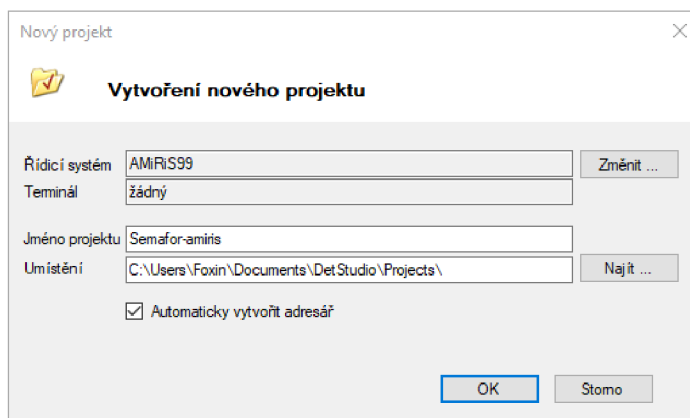 Nový projekt
Vytvoření nového projektu
Řídicí systém AMiRiS99 Změnit ...
Terminál žádný
Jméno projektu Semafor-amiris
Umístění C:\Users\Foxin\Documents\DetStudio\Projects\ Najít ...
Automaticky vytvořit adresář
OK Storno